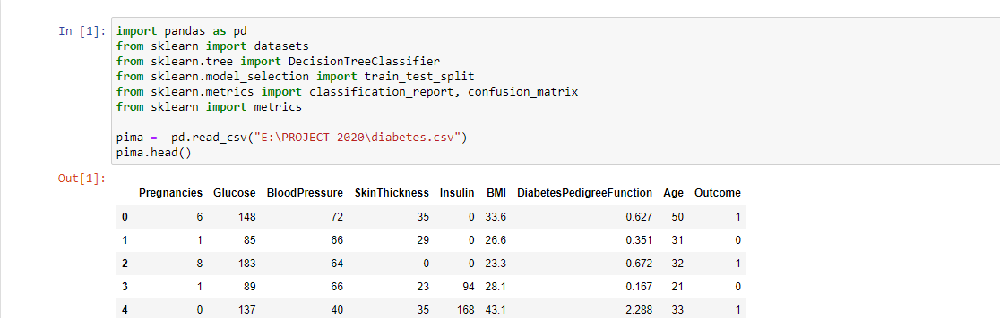 In [1]: import pandas as pd
from sklearn import datasets
from sklearn.tree import DecisionTreeClassifier
from sklearn.model_selection import train_test_split
from sklearn.metrics import classification_report, confusion_matrix
from sklearn import metrics
pima =  pd.read_csv("E:\PROJECT 2020\diabetes.csv")
pima.head()
Out[1]:
Pregnancies Glucose BloodPressure SkinThickness Insulin BMI DiabetesPedigreeFunction Age Outcome
0 6 148 72 35 0 33.6 0.627 50 1
1 1 85 66 29 0 26.6 0.351 31 0
2 8 183 64 0 0 23.3 0.672 32 1
3 1 89 66 23 94 28.1 0.167 21 0
4 0 137 40 35 168 43.1 2.288 33 1